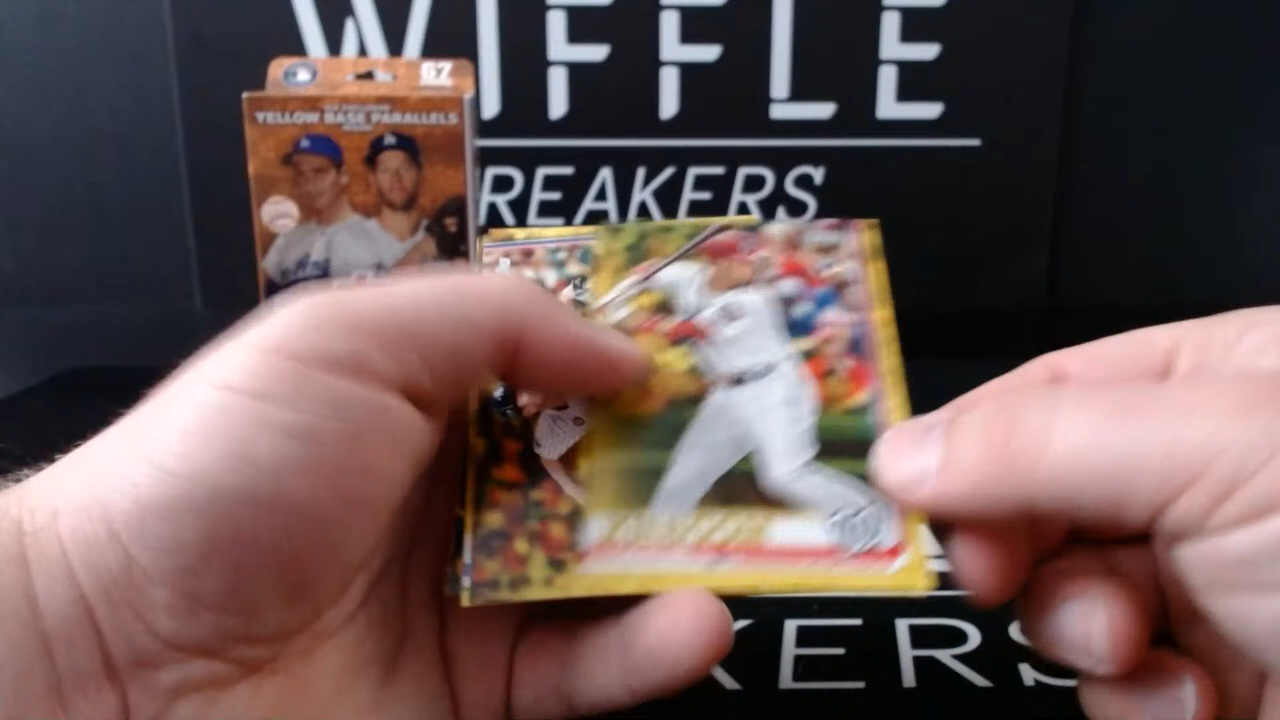 WIFFLE
67
YELLOW BASE PARALLELS
REAKERS
KERS